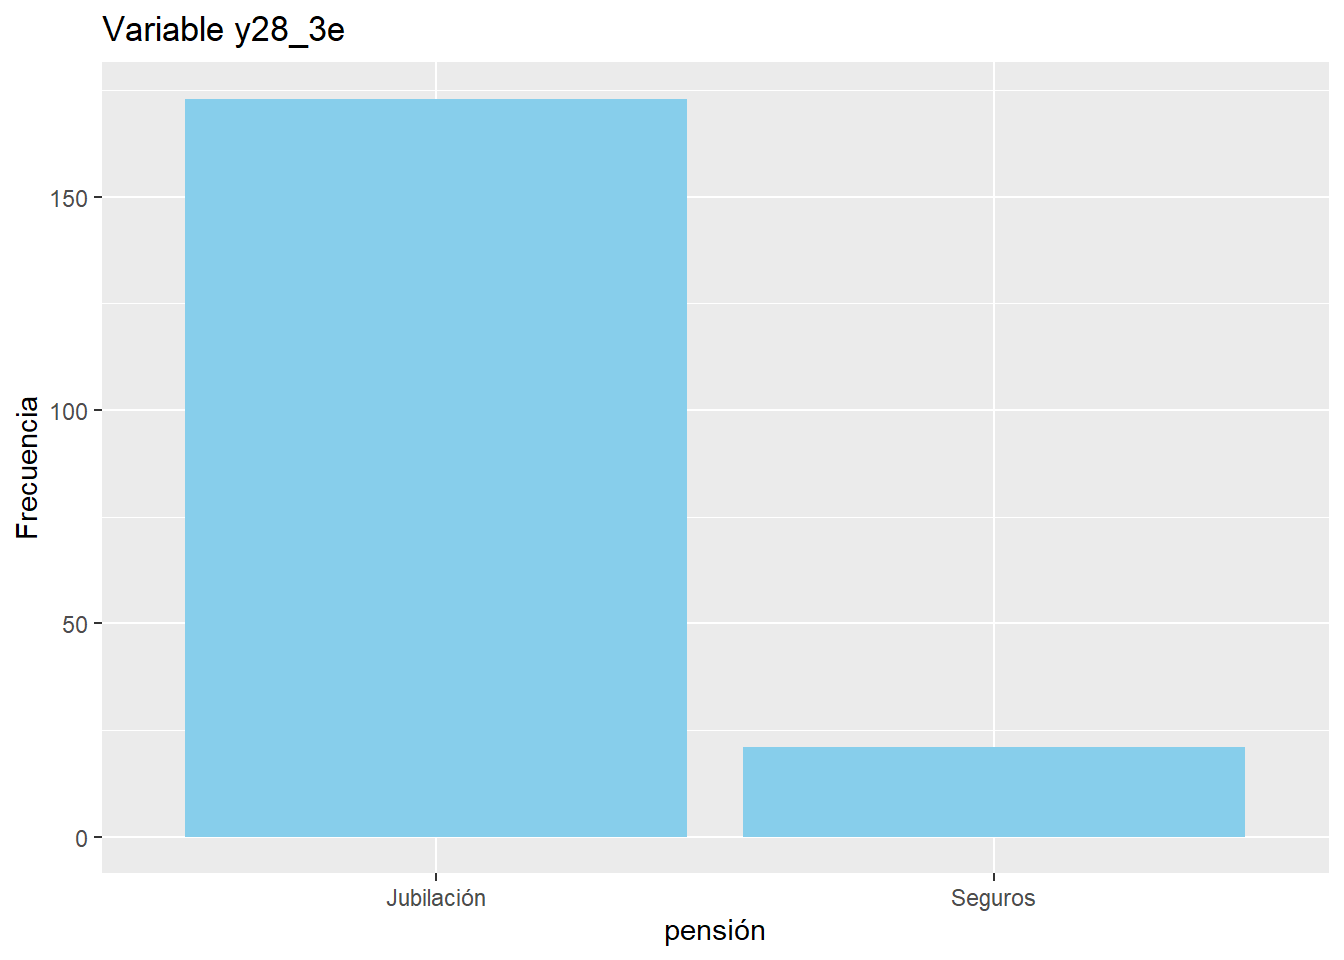 Variable y28_3e
Frecuencia
150
100
50
0
Jubilación
Seguros
pensión